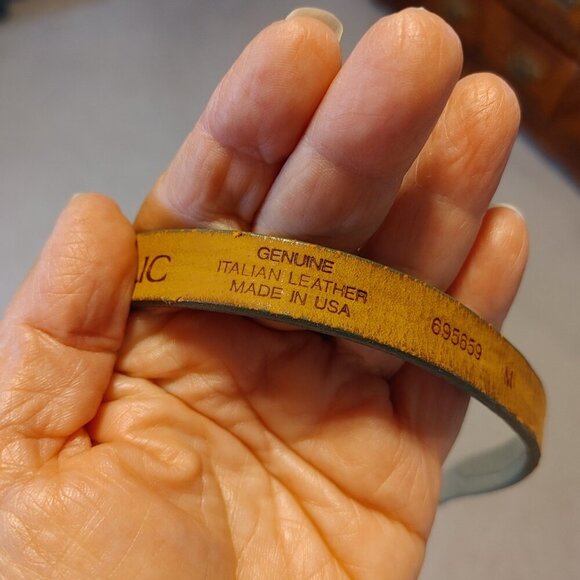 GENUINE
ITALIAN LEATHER
MADE IN USA
695659 M